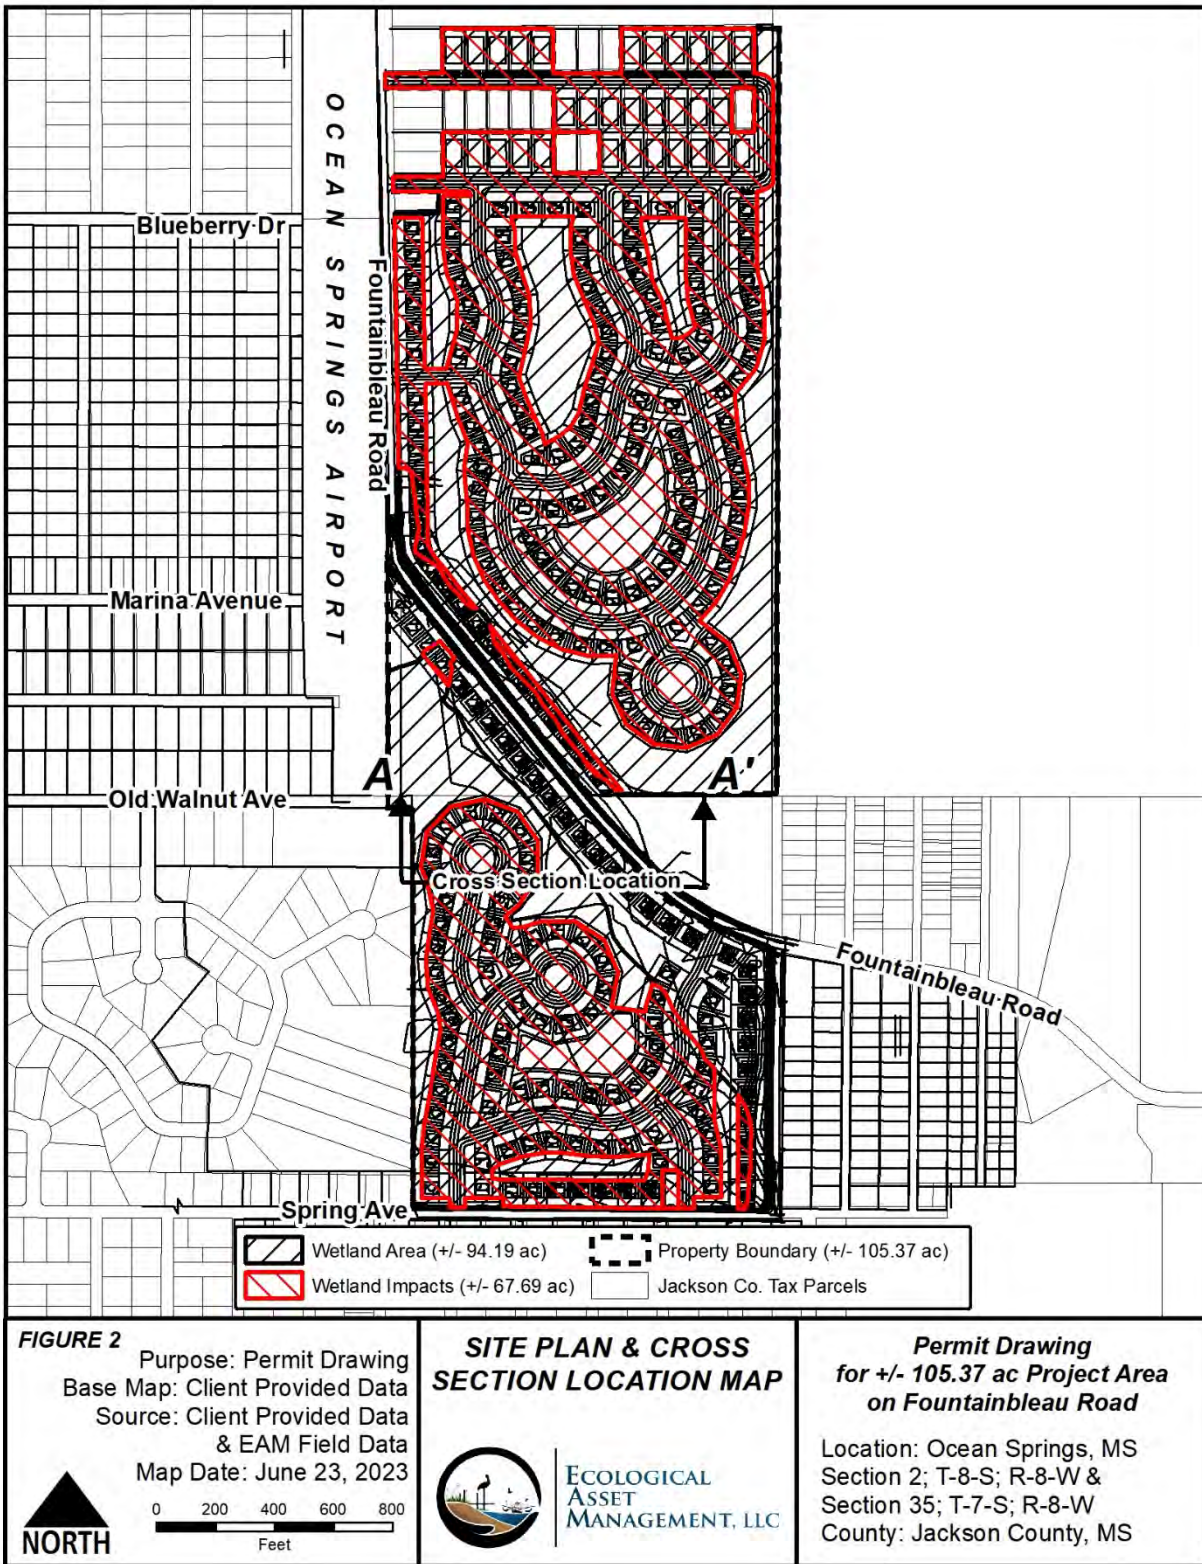 OCEAN SPRINGS AIRPORT
Blueberry Dr
Fountainbleau Road
Marina Avenue
A
A'
Old Walnut Ave
Cross Section Location
Fountainbleau Road
Spring Ave
Wetland Area (+/- 94.19 ac)
Property Boundary (+/- 105.37 ac)
Wetland Impacts (+/- 67.69 ac)
Jackson Co. Tax Parcels
FIGURE 2
Purpose: Permit Drawing
Base Map: Client Provided Data
Source: Client Provided Data
& EAM Field Data
Map Date: June 23, 2023
NORTH
0 200 400 600 800
Feet
SITE PLAN & CROSS
SECTION LOCATION MAP
ECOLOGICAL
ASSET
MANAGEMENT, LLC
Permit Drawing
for +/- 105.37 ac Project Area
on Fountainbleau Road
Location: Ocean Springs, MS
Section 2; T-8-S; R-8-W &
Section 35; T-7-S; R-8-W
County: Jackson County, MS